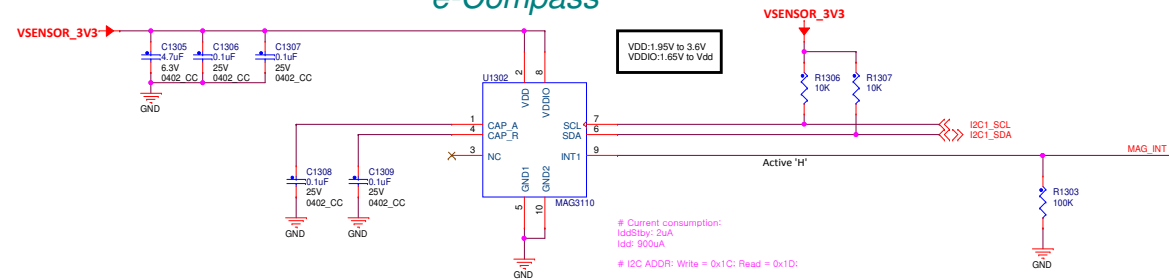 e-Compass
VSENSOR_3V3
VSENSOR_3V3
C1305
4.7uF
6.3V
0402_CC
C1306
0.1uF
25V
0402_CC
C1307
0.1uF
25V
0402_CC
GND
VDD:1.95V to 3.6V
VDDIO:1.65V to Vdd
R1306
10K
R1307
10K
U1302
2
8
VDD
VDDIO
1
CAP_A
4
CAP_R
3
NC
SCL
7
SDA
6
INT1
9
GND1
GND2
5
10
MAG3110
GND
I2C1_SCL
I2C1_SDA
Active 'H'
MAG_INT
C1308
0.1uF
25V
0402_CC
GND
C1309
0.1uF
25V
0402_CC
GND
R1303
100K
GND
# Current consumption:
IddStby: 2uA
Idd: 900uA
# I2C ADDR: Write = 0x1C; Read = 0x1D;